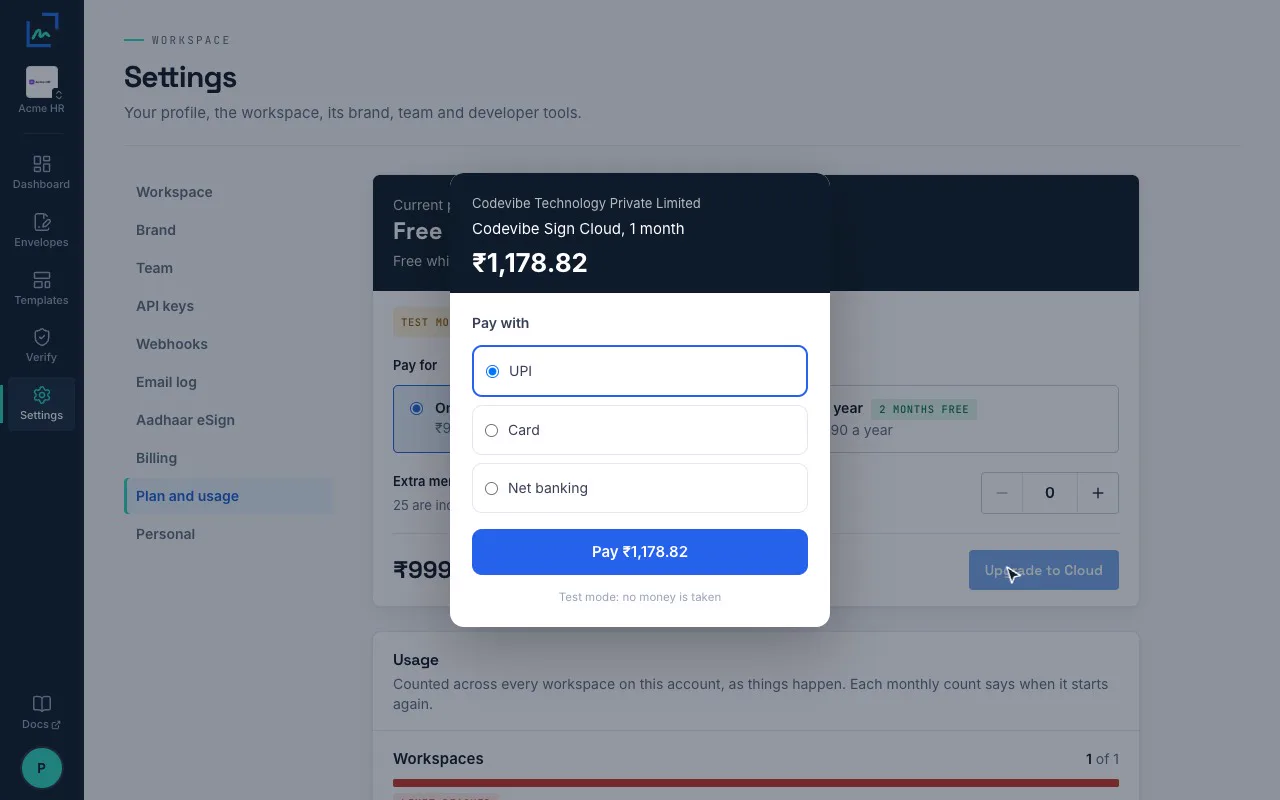 WORKSPACE
Settings
Your profile, the workspace, its brand, team and developer tools.
Acme HR
Dashboard
Envelopes
Templates
Verify
Settings
Docs
P
Workspace
Brand
Team
API keys
Webhooks
Email log
Aadhaar eSign
Billing
Plan and usage
Personal
Current
Free
Free
TEST
Pay for
year 2 MONTHS FREE
90 a year
Extra
25 are
0
₹999
Upgrade to Cloud
Codevibe Technology Private Limited
Codevibe Sign Cloud, 1 month
₹1,178.82
Pay with
UPI
Card
Net banking
Pay ₹1,178.82
Test mode: no money is taken
Usage
Counted across every workspace on this account, as things happen. Each monthly count says when it starts
again.
Workspaces
1 of 1